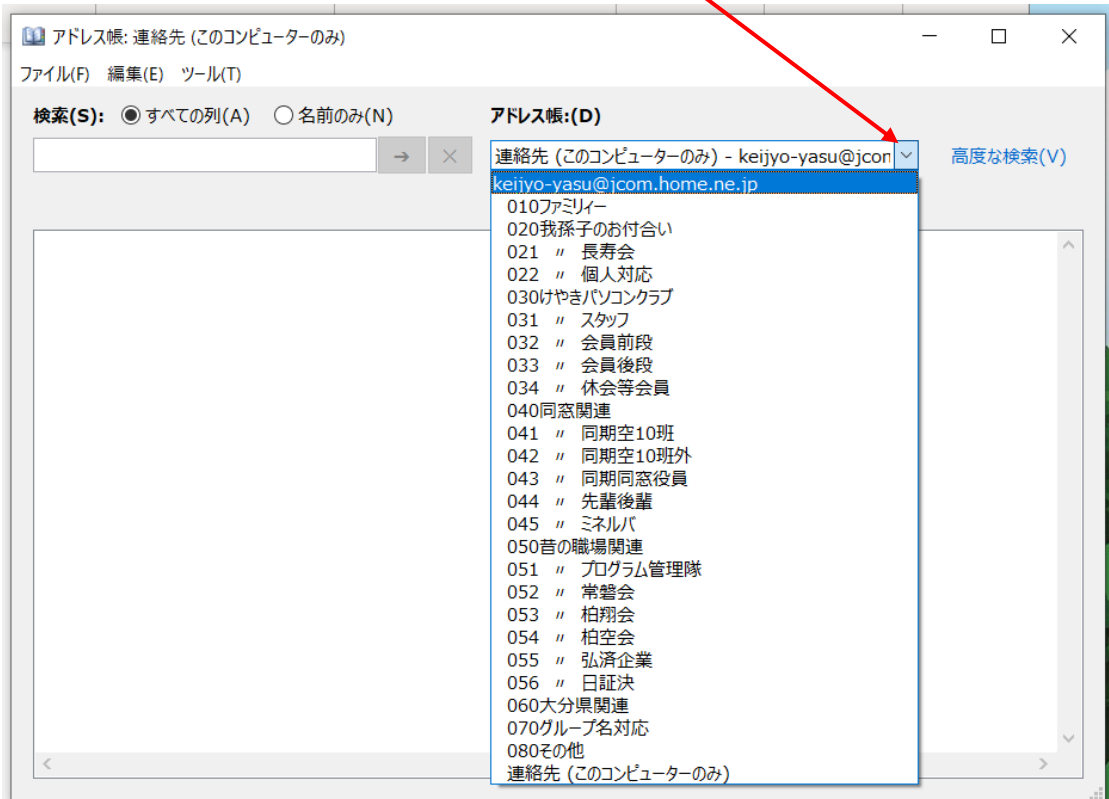 アドレス帳: 連絡先 (このコンピューターのみ)
ファイル(F) 編集(E) ツール(T)
検索(S): すべての列(A) 名前のみ(N) アドレス帳:(D)
連絡先 (このコンピューターのみ) - keijyo-yasu@jcon 高度な検索(V)
keijyo-yasu@jcom.home.ne.jp
010ファミリィー
020我孫子のお付合い
021 〃 長寿会
022 〃 個人対応
030けやきパソコンクラブ
031 〃 スタッフ
032 〃 会員前段
033 〃 会員後段
034 〃 休会等会員
040同窓関連
041 〃 同期空10班
042 〃 同期空10班外
043 〃 同期同窓役員
044 〃 先輩後輩
045 〃 ミネルバ
050昔の職場関連
051 〃 プログラム管理隊
052 〃 常磐会
053 〃 柏翔会
054 〃 柏空会
055 〃 弘済企業
056 〃 日証決
060大分県関連
070グループ名対応
080その他
連絡先 (このコンピューターのみ)